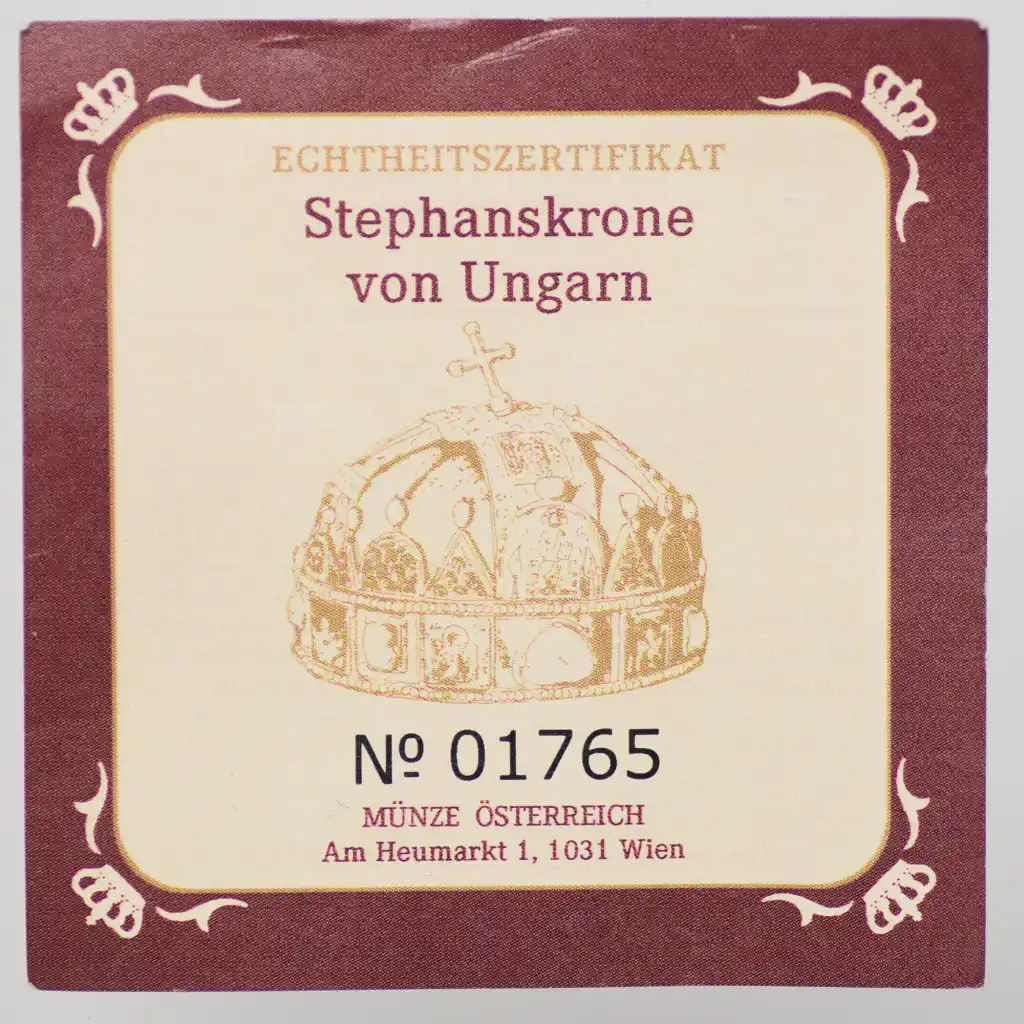 ECHTHEITSZERTIFIKAT
Stephanskrone
von Ungarn
Nº 01765
MÜNZE ÖSTERREICH
Am Heumarkt 1, 1031 Wien